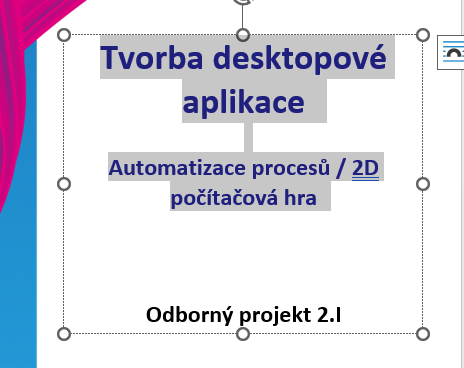 Tvorba desktopové
aplikace
Automatizace procesů / 2D
počítačová hra
Odborný projekt 2.I